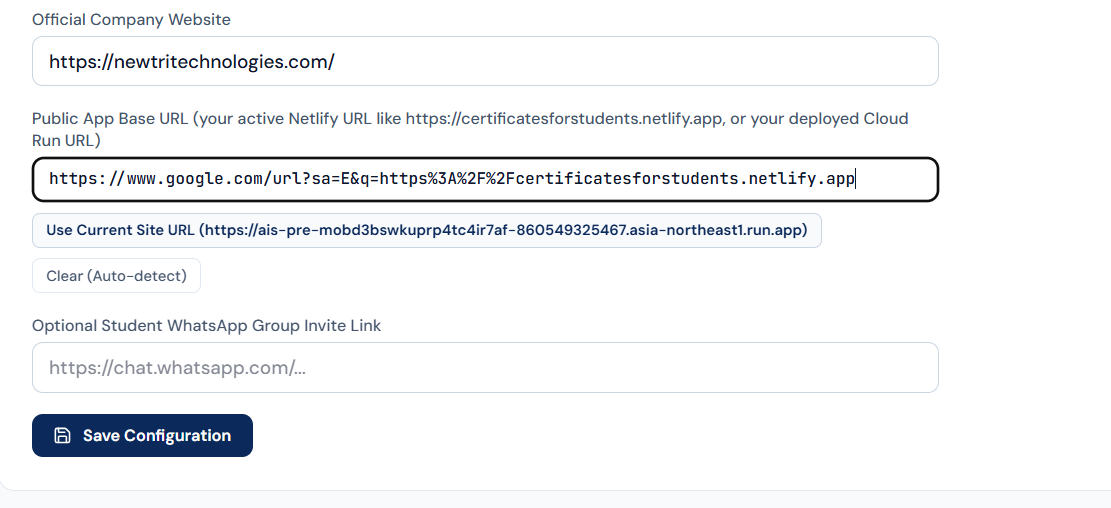 Official Company Website
https://newtritechnologies.com/
Public App Base URL (your active Netlify URL like https://certificatesforstudents.netlify.app, or your deployed Cloud
Run URL)
https://www.google.com/url?sa=E&q=https%3A%2F%2Fcertificatesforstudents.netlify.app
Use Current Site URL (https://ais-pre-mobd3bswkuprp4tc4ir7af-860549325467.asia-northeast1.run.app)
Clear (Auto-detect)
Optional Student WhatsApp Group Invite Link
https://chat.whatsapp.com/...
Save Configuration